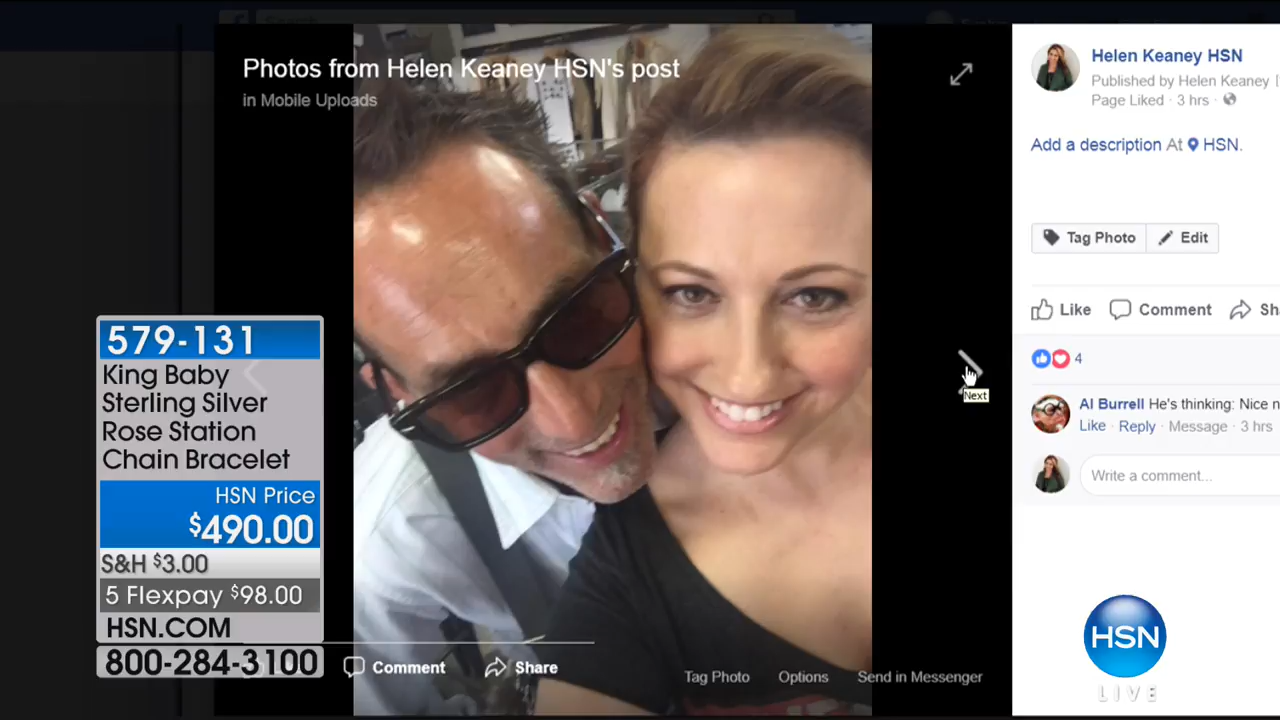 Photos from Helen Keaney HSN's post
in Mobile Uploads
Helen Keaney HSN
Published by Helen Keaney
Page Liked · 3 hrs ·
Add a description At HSN.
Tag Photo
Edit
Like
Comment
4
Al Burrell He's thinking: Nice
Like · Reply · Message · 3 hrs
Write a comment...
Next
579-131
King Baby
Sterling Silver
Rose Station
Chain Bracelet
HSN Price
$490.00
S&H $3.00
5 Flexpay $98.00
HSN.COM
800-284-3100
Comment
Share
Tag Photo
Options
Send in Messenger
HSN
LIVE